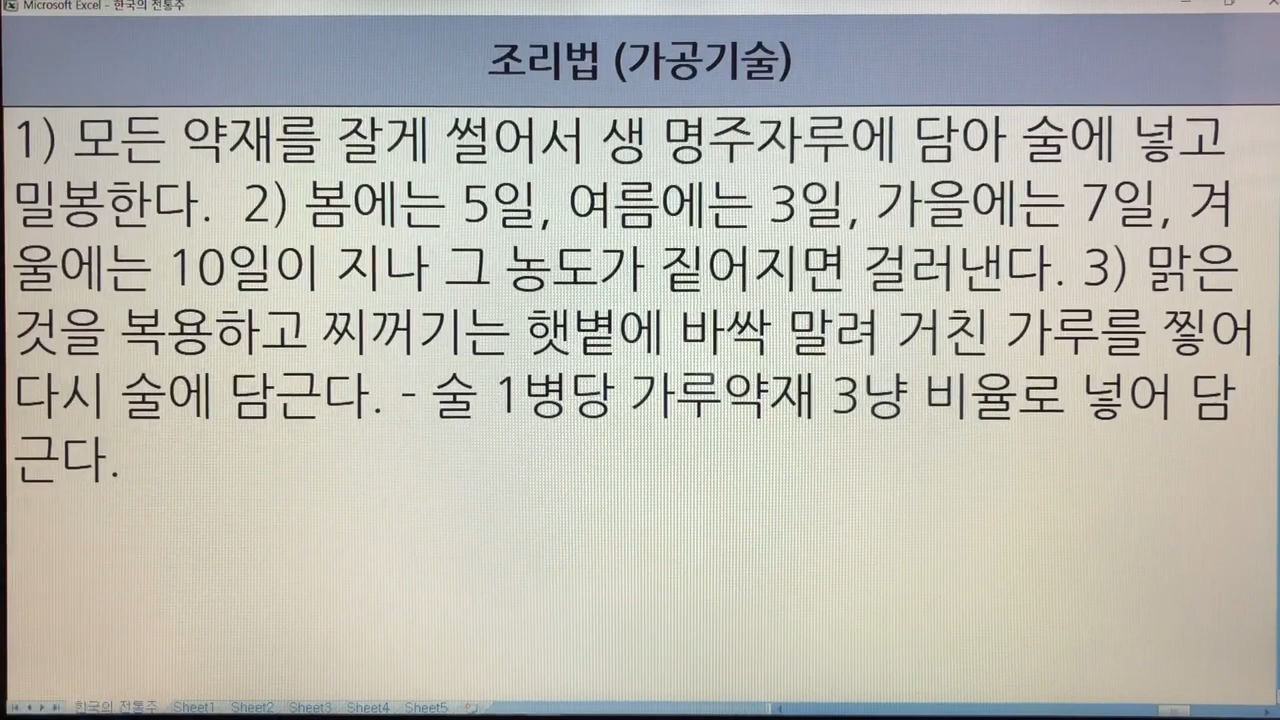 Microsoft Excel - 한국의 전통주
조리법 (가공기술)
1) 모든 약재를 잘게 썰어서 생 명주자루에 담아 술에 넣고
밀봉한다.  2) 봄에는 5일, 여름에는 3일, 가을에는 7일, 겨
울에는 10일이 지나 그 농도가 짙어지면 걸러낸다. 3) 맑은
것을 복용하고 찌꺼기는 햇볕에 바싹 말려 거친 가루를 찧어
다시 술에 담근다. - 술 1병당 가루약재 3냥 비율로 넣어 담
근다.
한국의 전통주 Sheet1 Sheet2 Sheet3 Sheet4 Sheet5